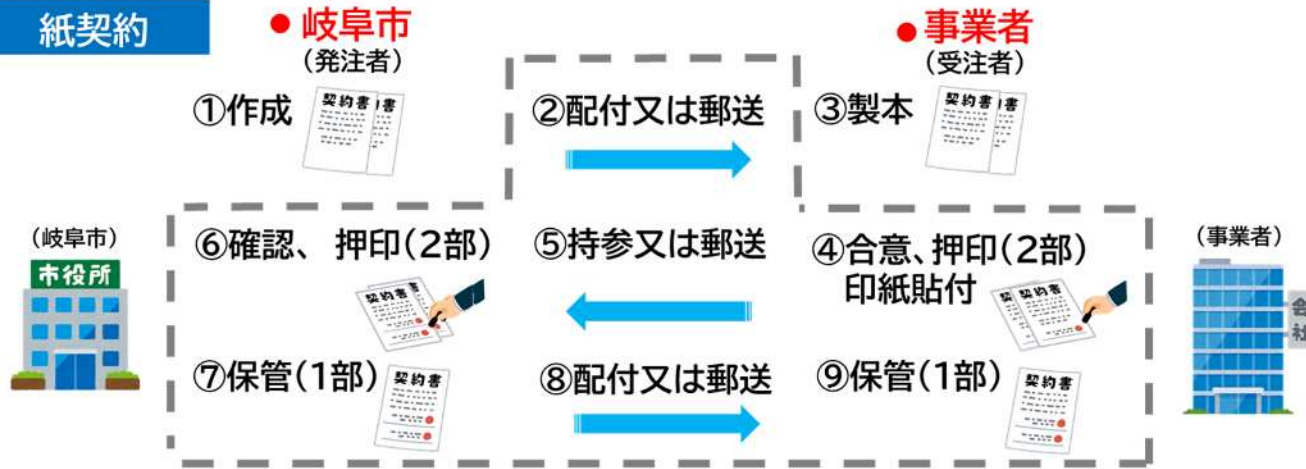 紙契約
●岐阜市
(発注者)
●事業者
(受注者)
①作成
契約書
②配付又は郵送
③製本
契約書
(岐阜市)
市役所
⑥確認、押印(2部)
契約書
⑤持参又は郵送
④合意、押印(2部)
印紙貼付
契約書
(事業者)
会社
⑦保管(1部)
契約書
⑧配付又は郵送
⑨保管(1部)
契約書